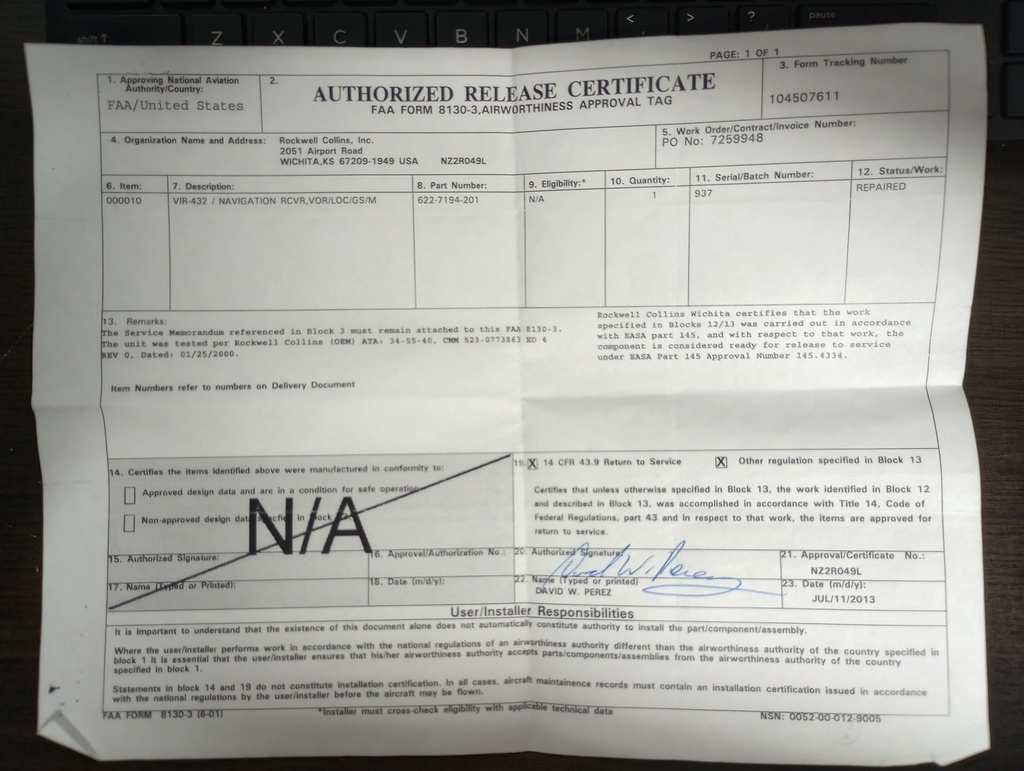 shift ↑
Z X C V B N M < , > . ? pause
PAGE: 1 OF 1
1. Approving National Aviation Authority/Country:
FAA/United States
2.
AUTHORIZED RELEASE CERTIFICATE
FAA FORM 8130-3,AIRWORTHINESS APPROVAL TAG
3. Form Tracking Number
104507611
4. Organization Name and Address:
Rockwell Collins, Inc.
2051 Airport Road
WICHITA,KS 67209-1949 USA NZ2R049L
5. Work Order/Contract/Invoice Number:
PO No: 7259948
6. Item: 7. Description: 8. Part Number: 9. Eligibility:* 10. Quantity: 11. Serial/Batch Number: 12. Status/Work:
000010 VIR-432 / NAVIGATION RCVR,VOR/LOC/GS/M 622-7194-201 N/A 1 937 REPAIRED
13. Remarks:
The Service Memorandum referenced in Block 3 must remain attached to this FAA 8130-3.
The unit was tested per Rockwell Collins (OEM) ATA: 34-55-40, CMM 523-0773863 ED 4
REV 0, Dated: 01/25/2000.
Item Numbers refer to numbers on Delivery Document
Rockwell Collins Wichita certifies that the work
specified in Blocks 12/13 was carried out in accordance
with EASA part 145, and with respect to that work, the
component is considered ready for release to service
under EASA Part 145 Approval Number 145.4334.
14. Certifies the items identified above were manufactured in conformity to:
Approved design data and are in a condition for safe operation
Non-approved design data in Block
N/A
15. Authorized Signature:
16. Approval/Authorization No.:
17. Name (Typed or Printed):
18. Date (m/d/y):
19. X 14 CFR 43.9 Return to Service X Other regulation specified in Block 13
Certifies that unless otherwise specified in Block 13, the work identified in Block 12
and described in Block 13, was accomplished in accordance with Title 14, Code of
Federal Regulations, part 43 and in respect to that work, the items are approved for
return to service.
20. Authorized Signature:
David W. Perez
21. Approval/Certificate No.:
NZ2R049L
22. Name (Typed or printed)
DAVID W. PEREZ
23. Date (m/d/y):
JUL/11/2013
User/Installer Responsibilities
It is important to understand that the existence of this document alone does not automatically constitute authority to install the part/component/assembly.
Where the user/installer performs work in accordance with the national regulations of an airworthiness authority different than the airworthiness authority of the country specified in
block 1 it is essential that the user/installer ensures that his/her airworthiness authority accepts parts/components/assemblies from the airworthiness authority of the country
specified in block 1.
Statements in block 14 and 19 do not constitute installation certification. In all cases, aircraft maintainence records must contain an installation certification issued in accordance
with the national regulations by the user/installer before the aircraft may be flown.
FAA FORM 8130-3 (6-01)
*Installer must cross-check eligibility with applicable technical data
NSN: 0052-00-012-9005